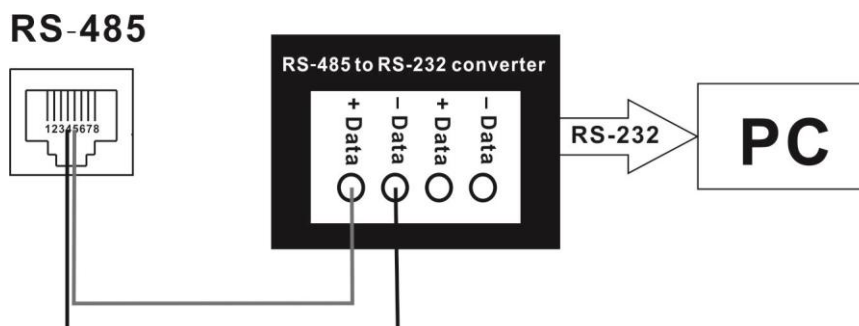 RS-485
12345678
RS-485 to RS-232 converter
+ Data
– Data
+ Data
– Data
RS-232
PC